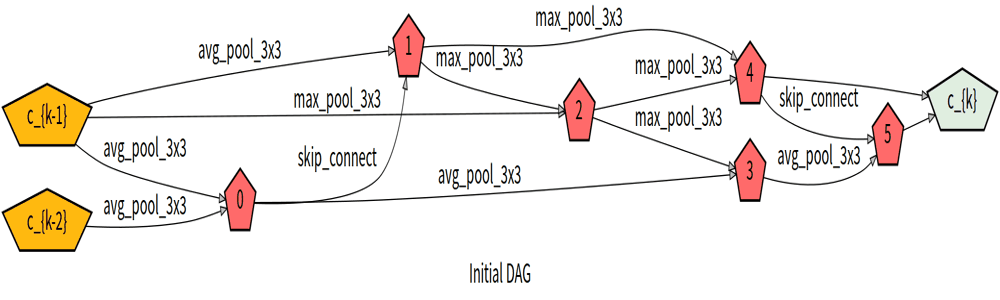 max_pool_3x3
avg_pool_3x3
1
max_pool_3x3
max_pool_3x3
4
c_{k-1}
max_pool_3x3
2
skip_connect
c_{k}
max_pool_3x3
5
avg_pool_3x3
skip_connect
avg_pool_3x3
avg_pool_3x3
3
c_{k-2}
avg_pool_3x3
0
Initial DAG